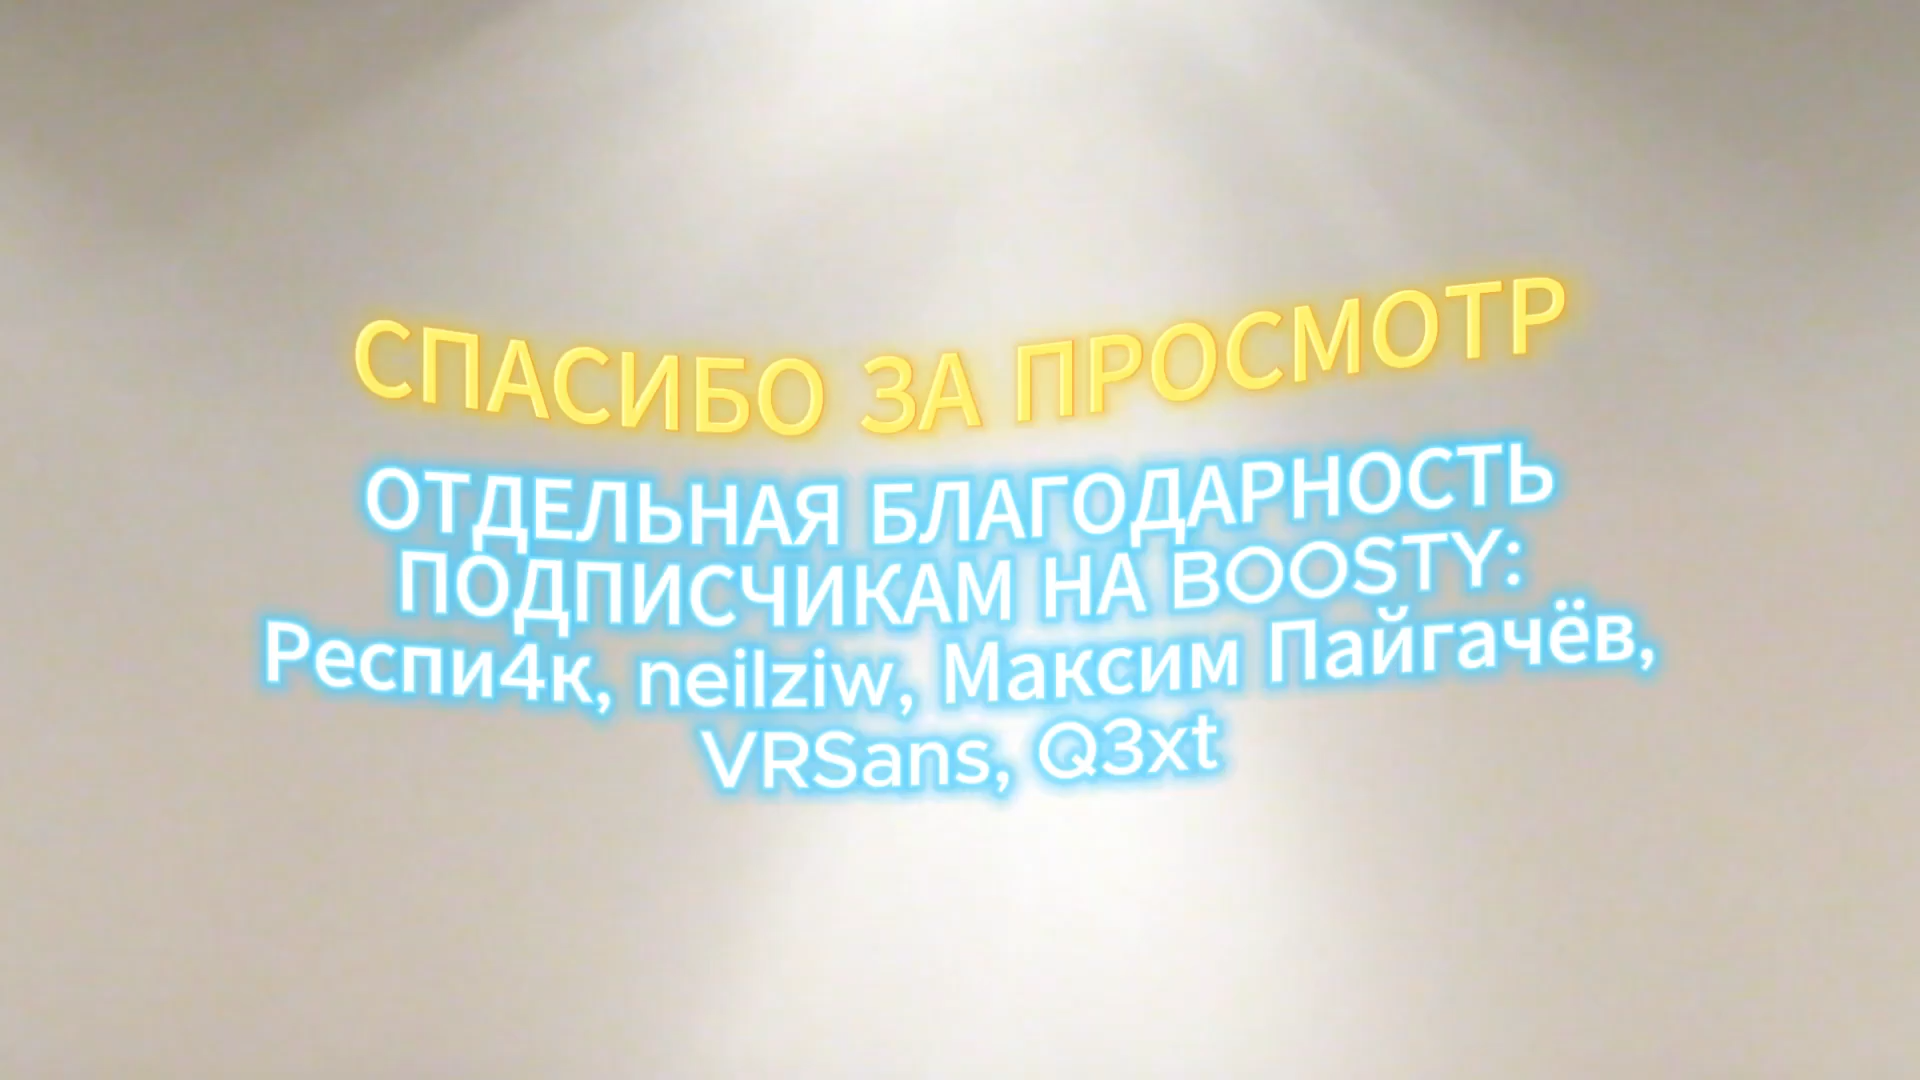 СПАСИБО ЗА ПРОСМОТР
ОТДЕЛЬНАЯ БЛАГОДАРНОСТЬ
ПОДПИСЧИКАМ НА BOOSTY:
Респи4к, neilziw, Максим Пайгачёв,
VRSans, Q3xt